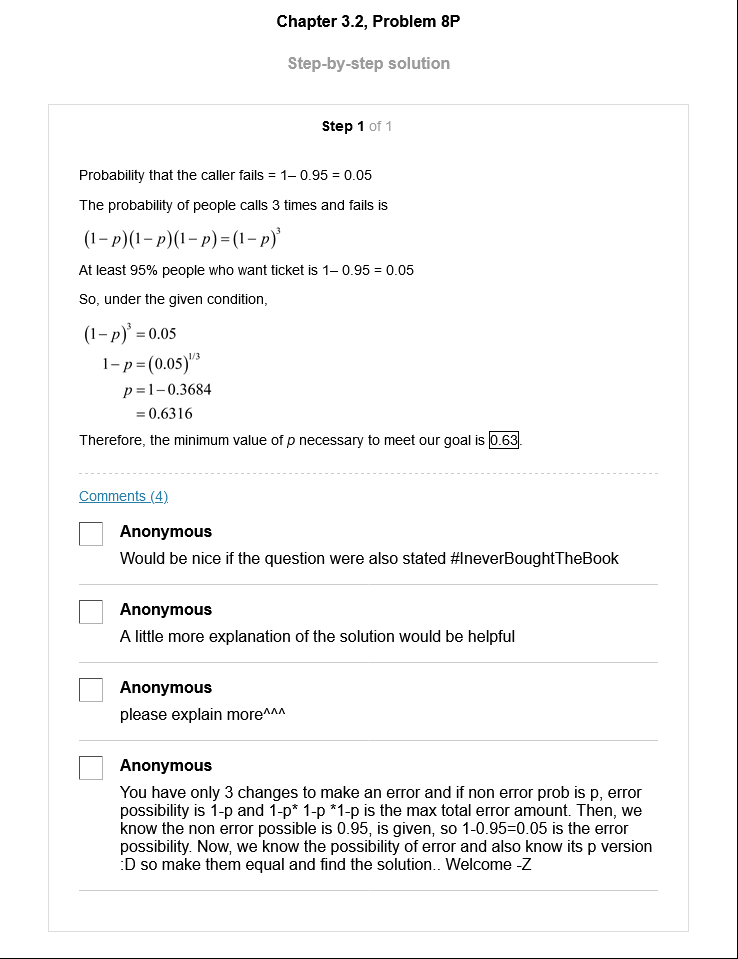 Chapter 3.2, Problem 8P
Step-by-step solution
Step 1 of 1
Probability that the caller fails = 1– 0.95 = 0.05
The probability of people calls 3 times and fails is
(1−p)(1−p)(1−p)=(1−p)³
At least 95% people who want ticket is 1– 0.95 = 0.05
So, under the given condition,
(1−p)³ =0.05
1−p=(0.05)^1/3
p=1−0.3684
=0.6316
Therefore, the minimum value of p necessary to meet our goal is 0.63.
Comments (4)
Anonymous
Would be nice if the question were also stated #IneverBoughtTheBook
Anonymous
A little more explanation of the solution would be helpful
Anonymous
please explain more^^^
Anonymous
You have only 3 changes to make an error and if non error prob is p, error
possibility is 1-p and 1-p* 1-p *1-p is the max total error amount. Then, we
know the non error possible is 0.95, is given, so 1-0.95=0.05 is the error
possibility. Now, we know the possibility of error and also know its p version
:D so make them equal and find the solution.. Welcome -Z